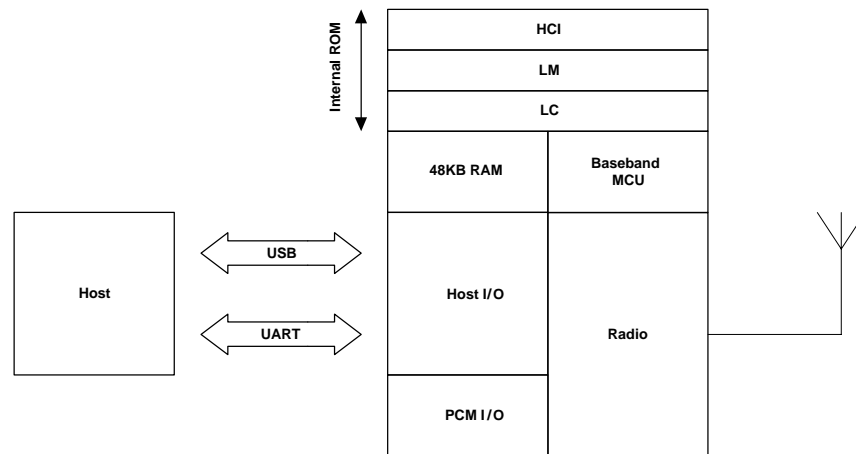 Internal ROM
HCI
LM
LC
48KB RAM
Baseband
MCU
Host
USB
UART
Host I/O
Radio
PCM I/O